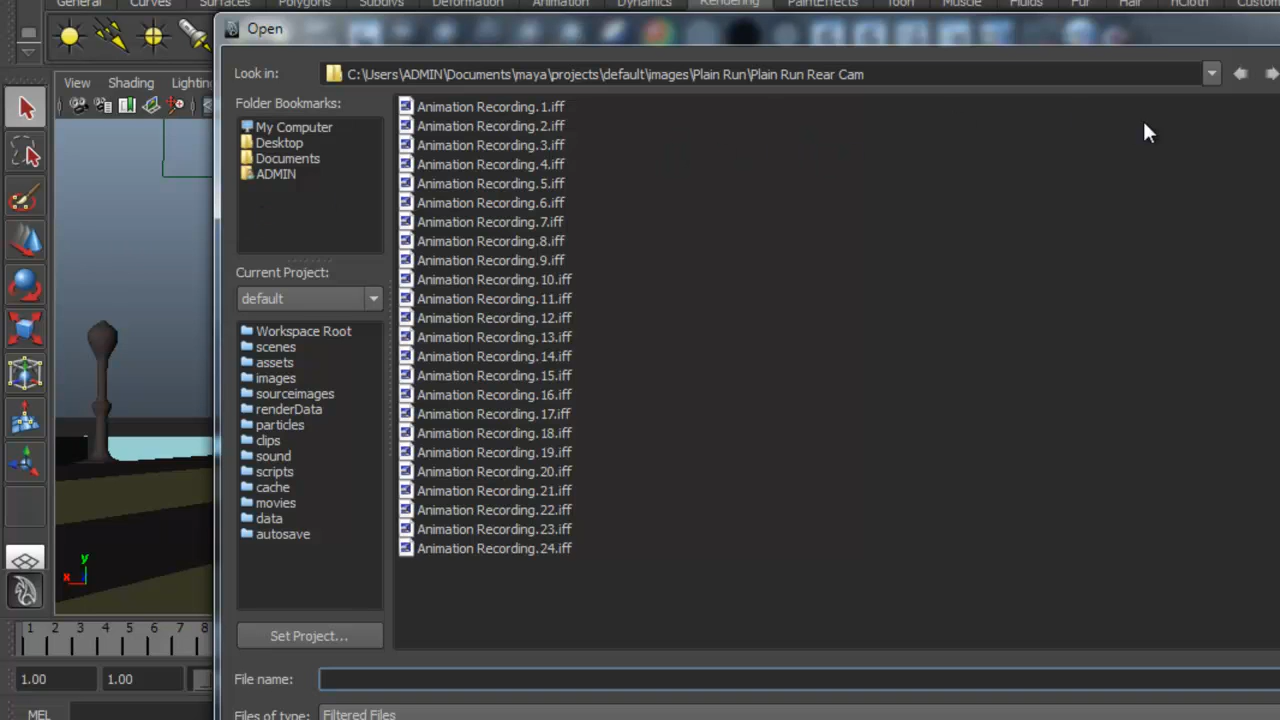 General Curves Surfaces Polygons Subdivs Deformation Animation Dynamics Rendering PaintEffects Toon Muscle Fluids Fur Hair nCloth Custom
Open
Look in: C:\Users\ADMIN\Documents\maya\projects\default\images\Plain Run\Plain Run Rear Cam
View Shading Lighting
Folder Bookmarks:
My Computer
Desktop
Documents
ADMIN
Current Project:
default
Workspace Root
scenes
assets
images
sourceimages
renderData
particles
clips
sound
scripts
cache
movies
data
autosave
Set Project...
Animation Recording.1.iff
Animation Recording.2.iff
Animation Recording.3.iff
Animation Recording.4.iff
Animation Recording.5.iff
Animation Recording.6.iff
Animation Recording.7.iff
Animation Recording.8.iff
Animation Recording.9.iff
Animation Recording.10.iff
Animation Recording.11.iff
Animation Recording.12.iff
Animation Recording.13.iff
Animation Recording.14.iff
Animation Recording.15.iff
Animation Recording.16.iff
Animation Recording.17.iff
Animation Recording.18.iff
Animation Recording.19.iff
Animation Recording.20.iff
Animation Recording.21.iff
Animation Recording.22.iff
Animation Recording.23.iff
Animation Recording.24.iff
y
x
1 2 3 4 5 6 7 8
1.00 1.00
File name:
MEL
Files of type: Filtered Files